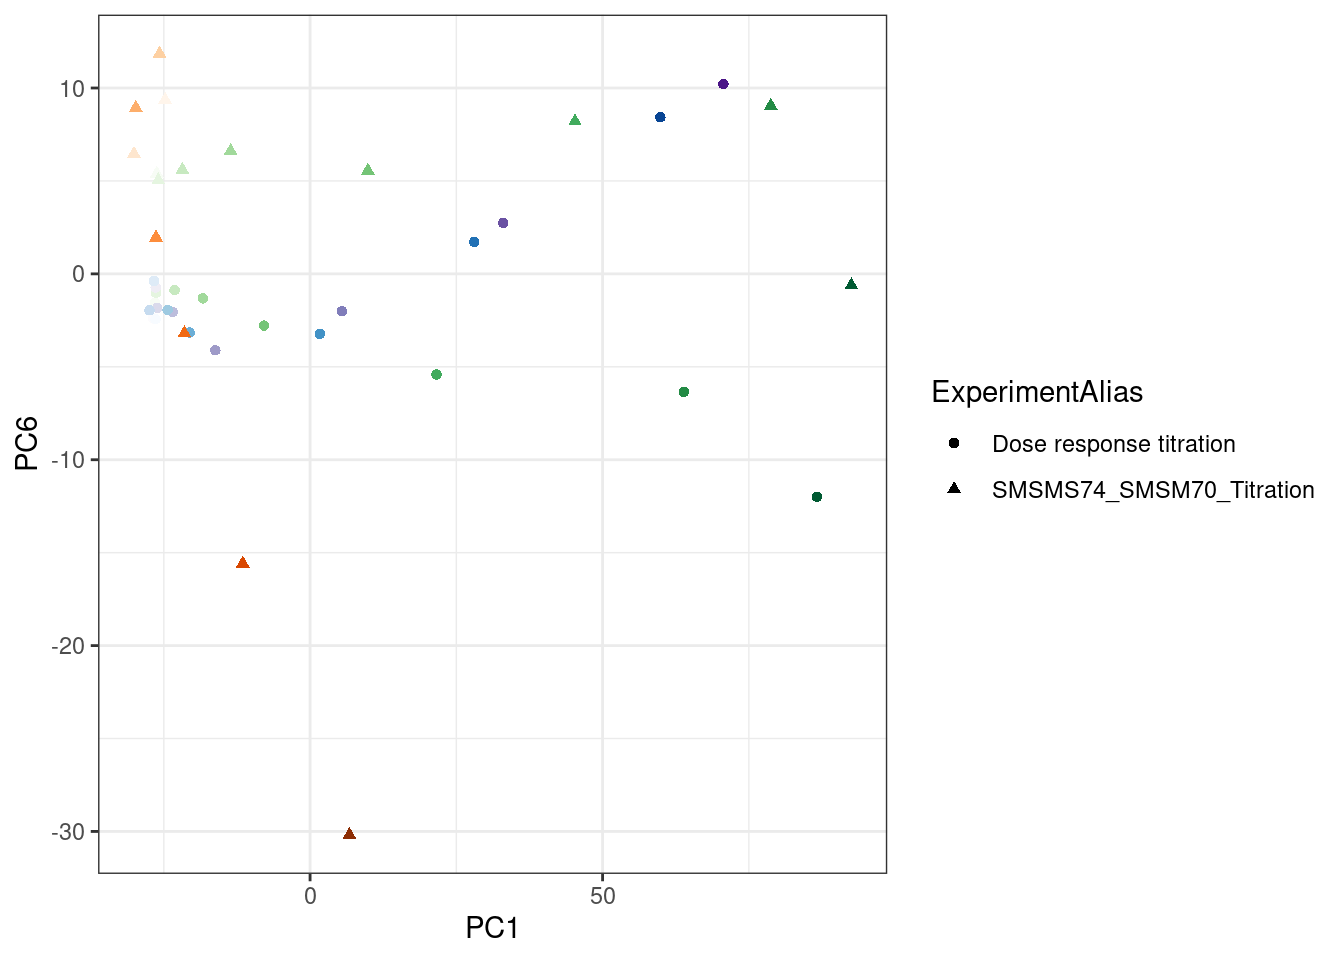 10
0
-10
-20
-30
PC6
0
50
PC1
ExperimentAlias
Dose response titration
SMSMS74_SMSM70_Titration